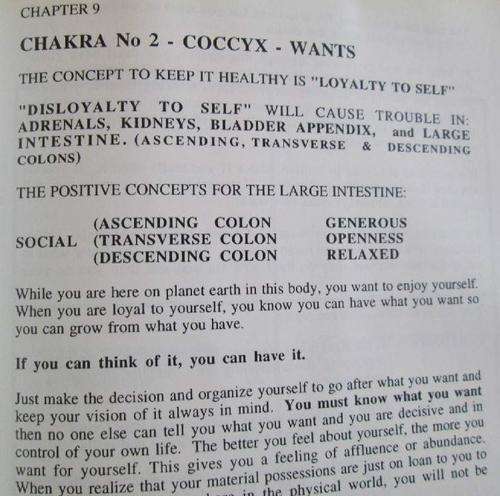 CHAPTER 9
CHAKRA No 2 - COCCYX - WANTS
THE CONCEPT TO KEEP IT HEALTHY IS "LOYALTY TO SELF"
"DISLOYALTY TO SELF" WILL CAUSE TROUBLE IN:
ADRENALS, KIDNEYS, BLADDER APPENDIX, and LARGE
INTESTINE. (ASCENDING, TRANSVERSE & DESCENDING
COLONS)
THE POSITIVE CONCEPTS FOR THE LARGE INTESTINE:
(ASCENDING COLON GENEROUS
SOCIAL (TRANSVERSE COLON OPENNESS
(DESCENDING COLON RELAXED
While you are here on planet earth in this body, you want to enjoy yourself.
When you are loyal to yourself, you know you can have what you want so
you can grow from what you have.
If you can think of it, you can have it.
Just make the decision and organize yourself to go after what you want and
keep your vision of it always in mind. You must know what you want
then no one else can tell you what you want and you are decisive and in
control of your own life. The better you feel about yourself, the more you
want for yourself. This gives you a feeling of affluence or abundance.
When you realize that your material possessions are just on loan to you to
in the physical world, you will not be